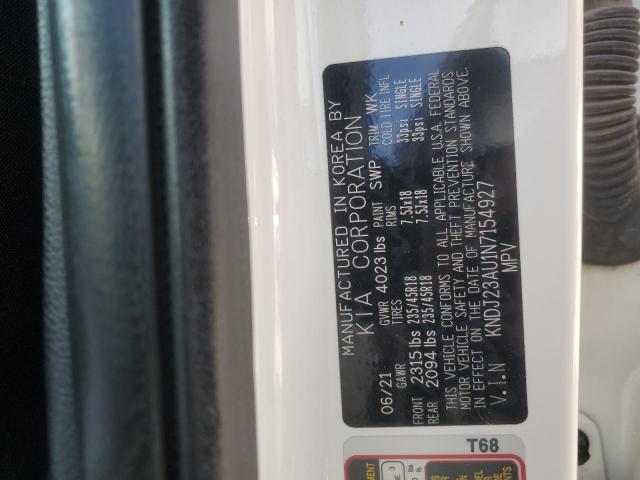 MANUFACTURED IN KOREA BY
KIA CORPORATION
06/21 GVWR 4023 lbs PAINT SWP TRIM WK
GAWR TIRES RIMS COLD TIRE INFL
FRONT 2315 lbs 235/45R18 7.5Jx18 33psi SINGLE
REAR 2094 lbs 235/45R18 7.5Jx18 33psi SINGLE
THIS VEHICLE CONFORMS TO ALL APPLICABLE U.S.A. FEDERAL
MOTOR VEHICLE SAFETY AND THEFT PREVENTION STANDARDS
IN EFFECT ON THE DATE OF MANUFACTURE SHOWN ABOVE.
V.I.N KNDJ23AU1N7154927
MPV
T68